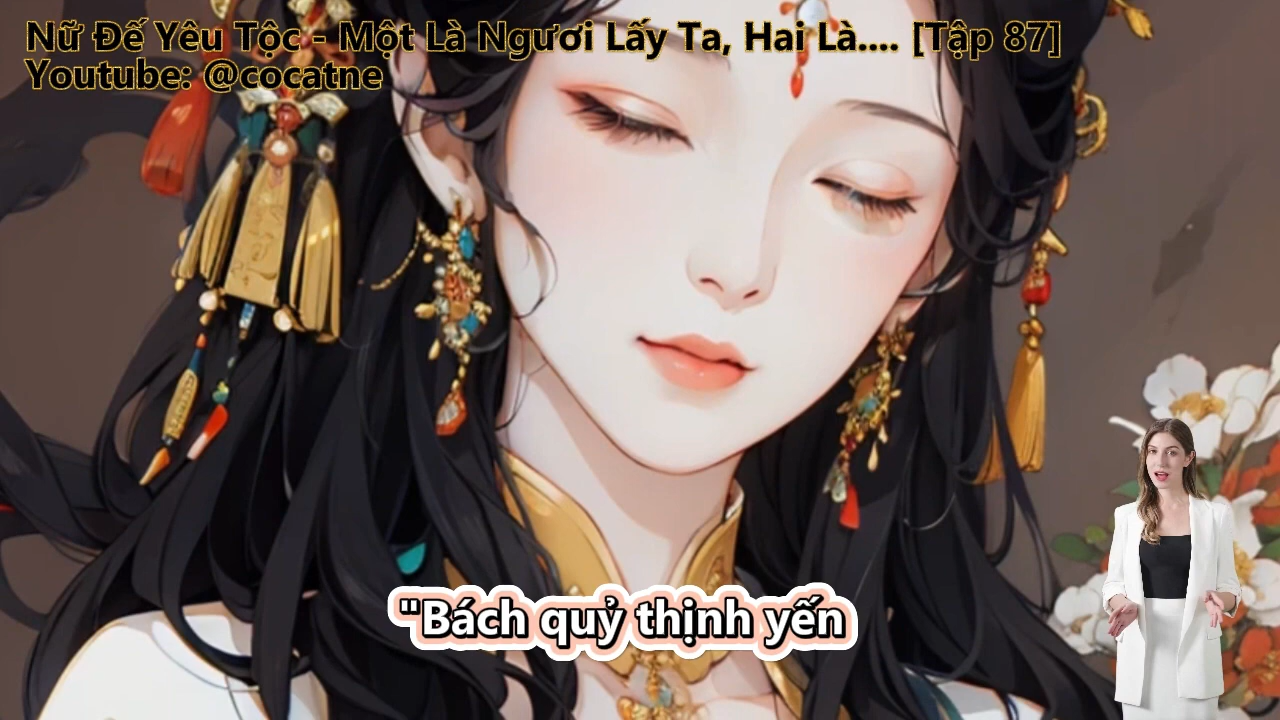 Nữ Đế Yêu Tộc - Một Là Ngươi Lấy Ta, Hai Là.... [Tập 87]
Youtube: @cocatne
"Bách quỷ thịnh yến